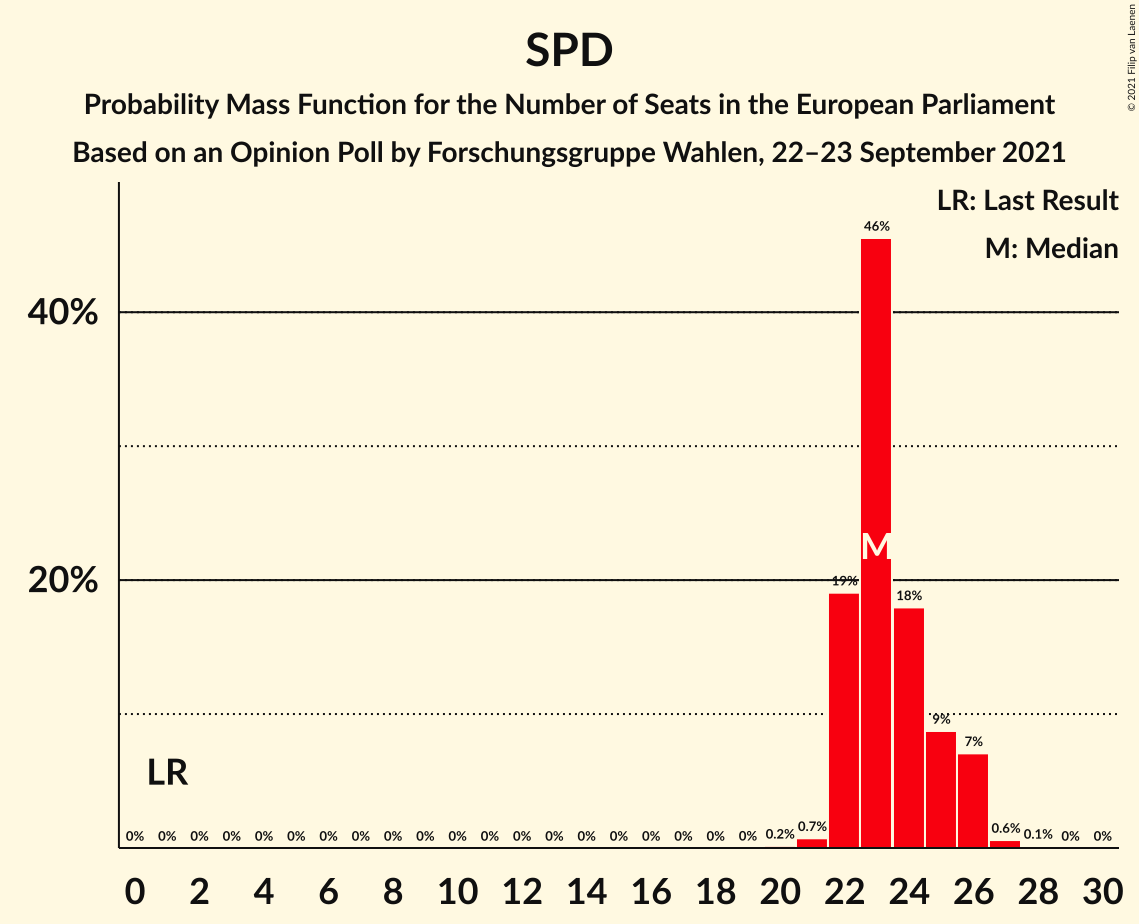 SPD
Probability Mass Function for the Number of Seats in the European Parliament
Based on an Opinion Poll by Forschungsgruppe Wahlen, 22–23 September 2021
© 2021 Filip van Laenen
LR: Last Result
M: Median
46%
40%
M
20%
19%
18%
9%
7%
LR
0% 0% 0% 0% 0% 0% 0% 0% 0% 0% 0% 0% 0% 0% 0% 0% 0% 0% 0% 0% 0.2% 0.7% 0.6% 0.1% 0% 0%
0 2 4 6 8 10 12 14 16 18 20 22 24 26 28 30